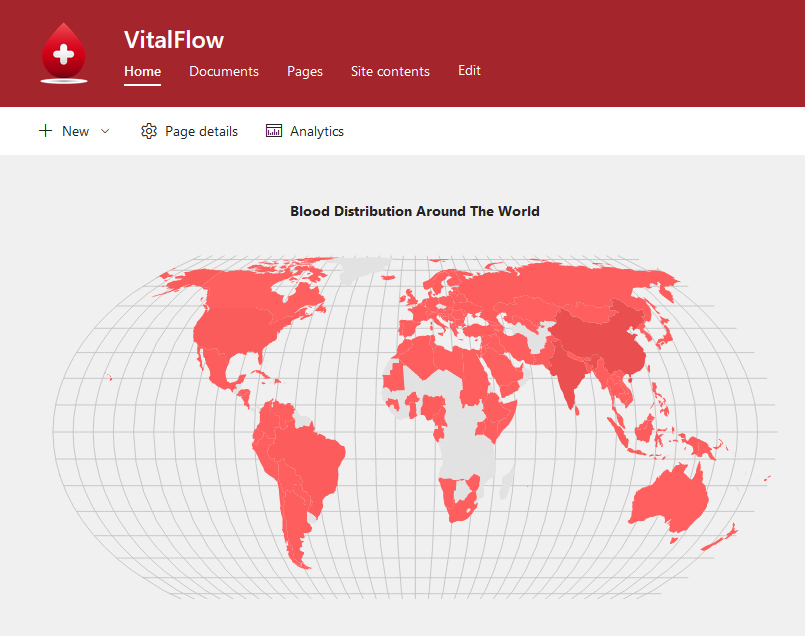 VitalFlow
Home Documents Pages Site contents Edit
New Page details Analytics
Blood Distribution Around The World